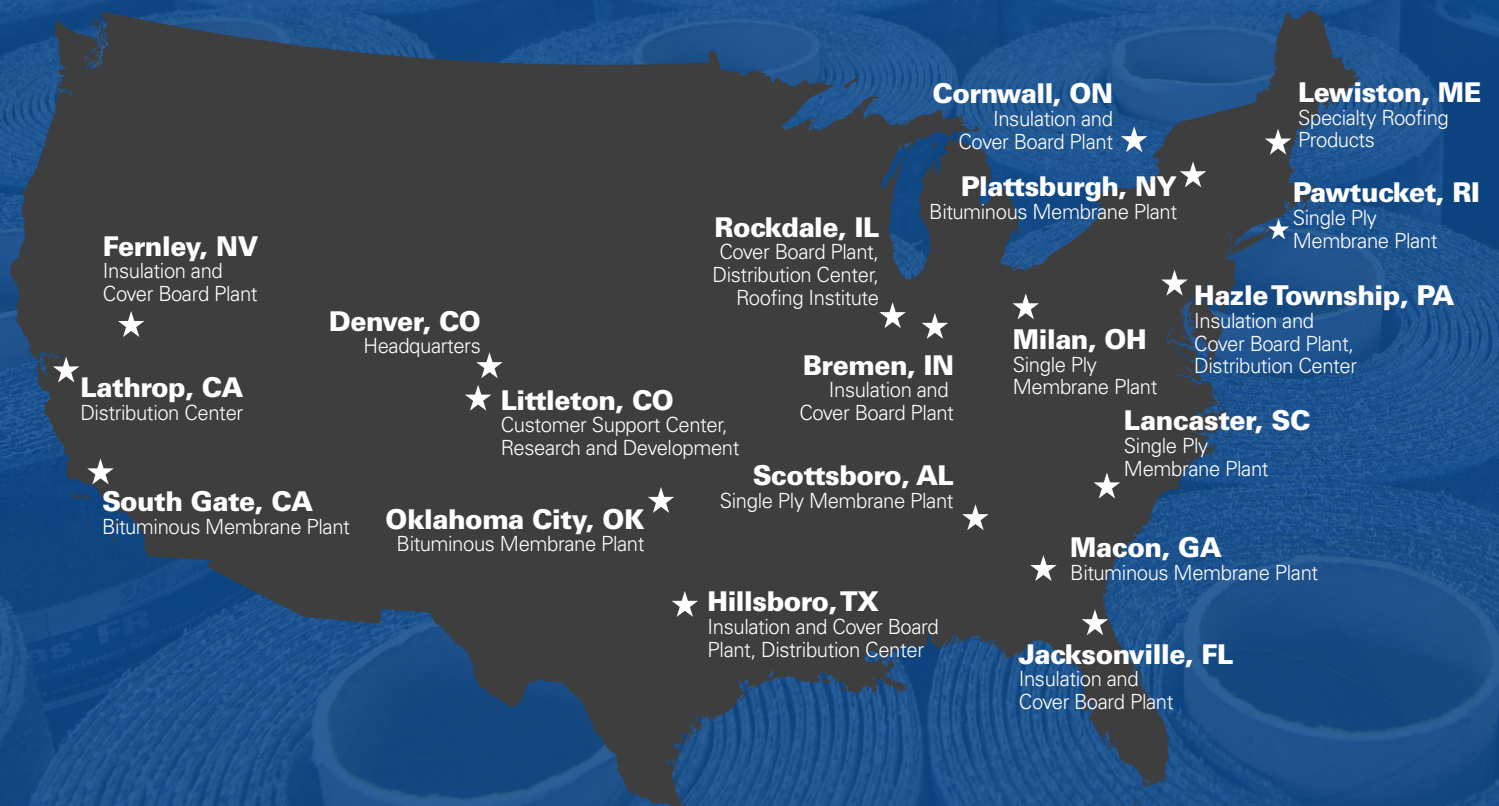 Cornwall, ON
Insulation and
Cover Board Plant
Lewiston, ME
Specialty Roofing
Products
Plattsburgh, NY
Bituminous Membrane Plant
Pawtucket, RI
Single Ply
Membrane Plant
Rockdale, IL
Cover Board Plant,
Distribution Center,
Roofing Institute
Fernley, NV
Insulation and
Cover Board Plant
Hazle Township, PA
Insulation and
Cover Board Plant,
Distribution Center
Denver, CO
Headquarters
Milan, OH
Single Ply
Membrane Plant
Bremen, IN
Insulation and
Cover Board Plant
Lathrop, CA
Distribution Center
Littleton, CO
Customer Support Center,
Research and Development
Lancaster, SC
Single Ply
Membrane Plant
Scottsboro, AL
Single Ply Membrane Plant
South Gate, CA
Bituminous Membrane Plant
Oklahoma City, OK
Bituminous Membrane Plant
Macon, GA
Bituminous Membrane Plant
Hillsboro, TX
Insulation and Cover Board
Plant, Distribution Center
Jacksonville, FL
Insulation and
Cover Board Plant